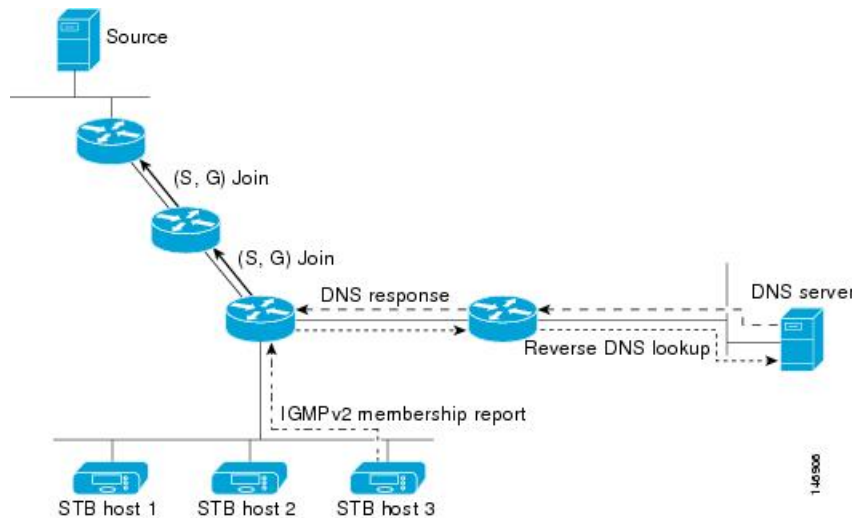 Source
(S, G) Join
(S, G) Join
DNS response
DNS server
Reverse DNS lookup
IGMPv2 membership report
STB host 1
STB host 2
STB host 3
146906